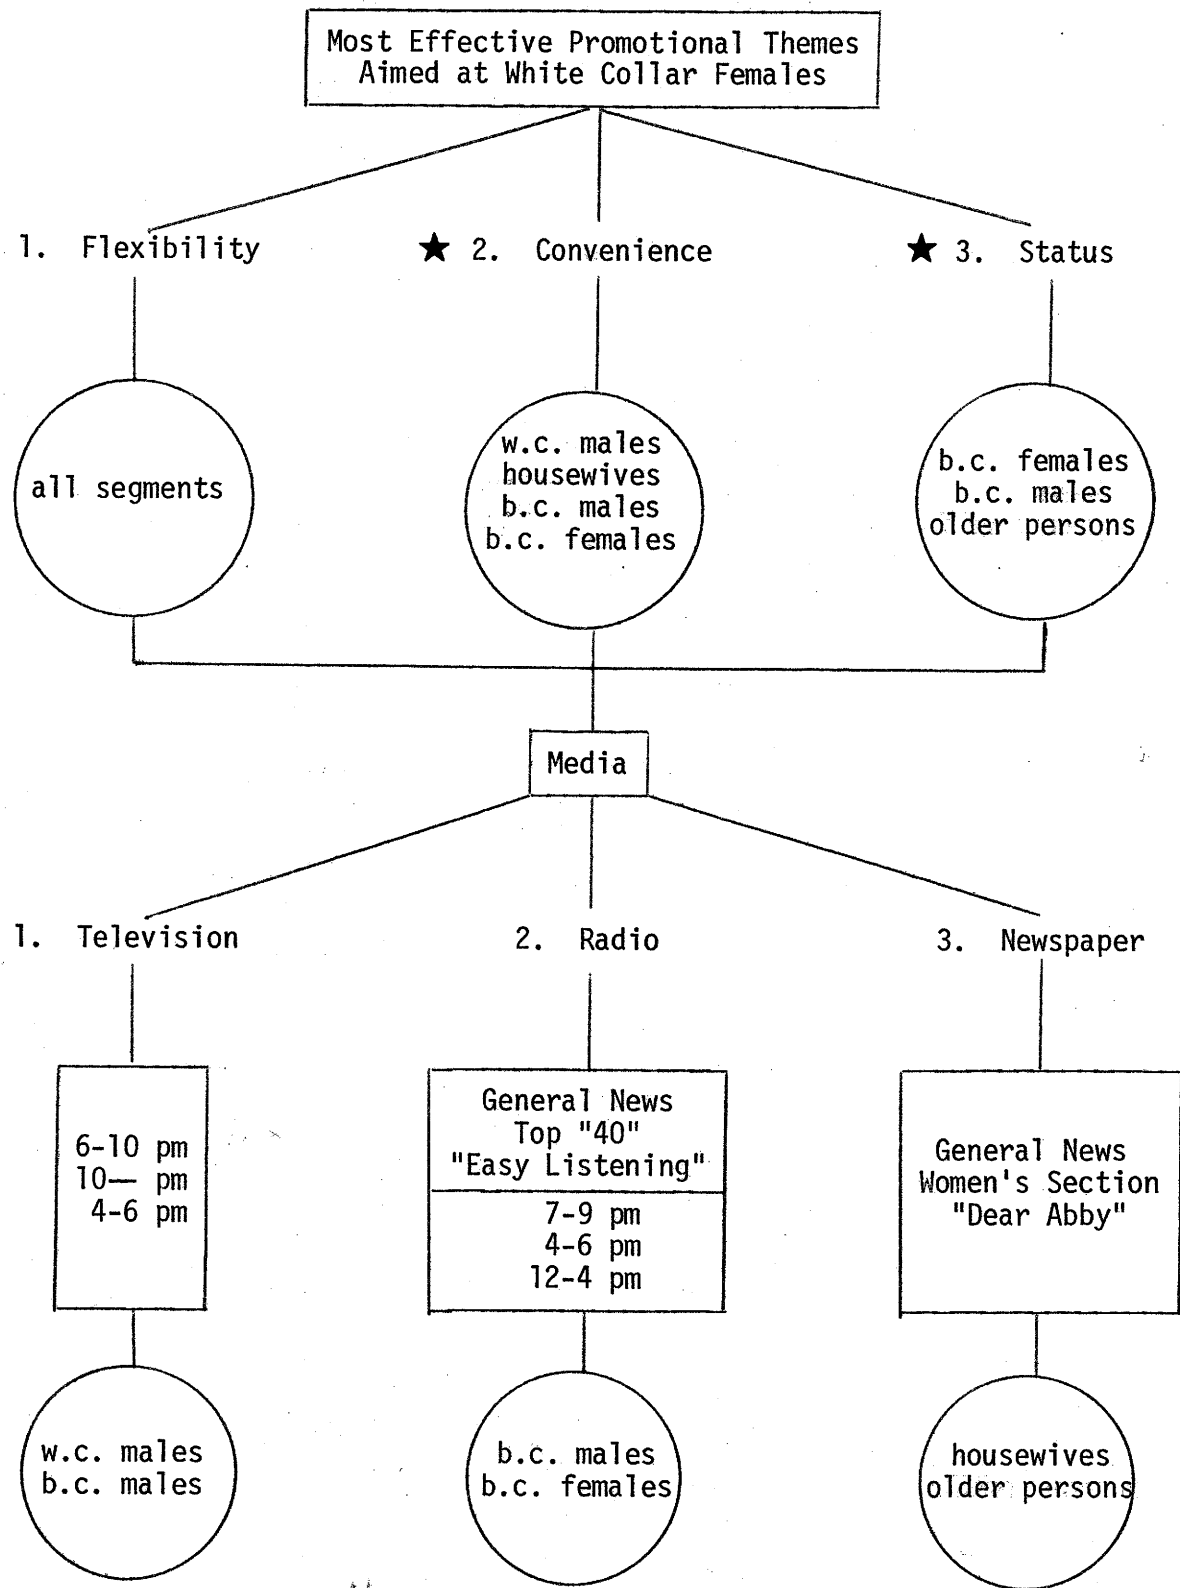 Most Effective Promotional Themes
Aimed at White Collar Females
1. Flexibility
★ 2. Convenience
★ 3. Status
all segments
w.c. males
housewives
b.c. males
b.c. females
b.c. females
b.c. males
older persons
Media
1. Television
2. Radio
3. Newspaper
6-10 pm
10— pm
4-6 pm
General News
Top "40"
"Easy Listening"
7-9 pm
4-6 pm
12-4 pm
General News
Women's Section
"Dear Abby"
w.c. males
b.c. males
b.c. males
b.c. females
housewives
older persons